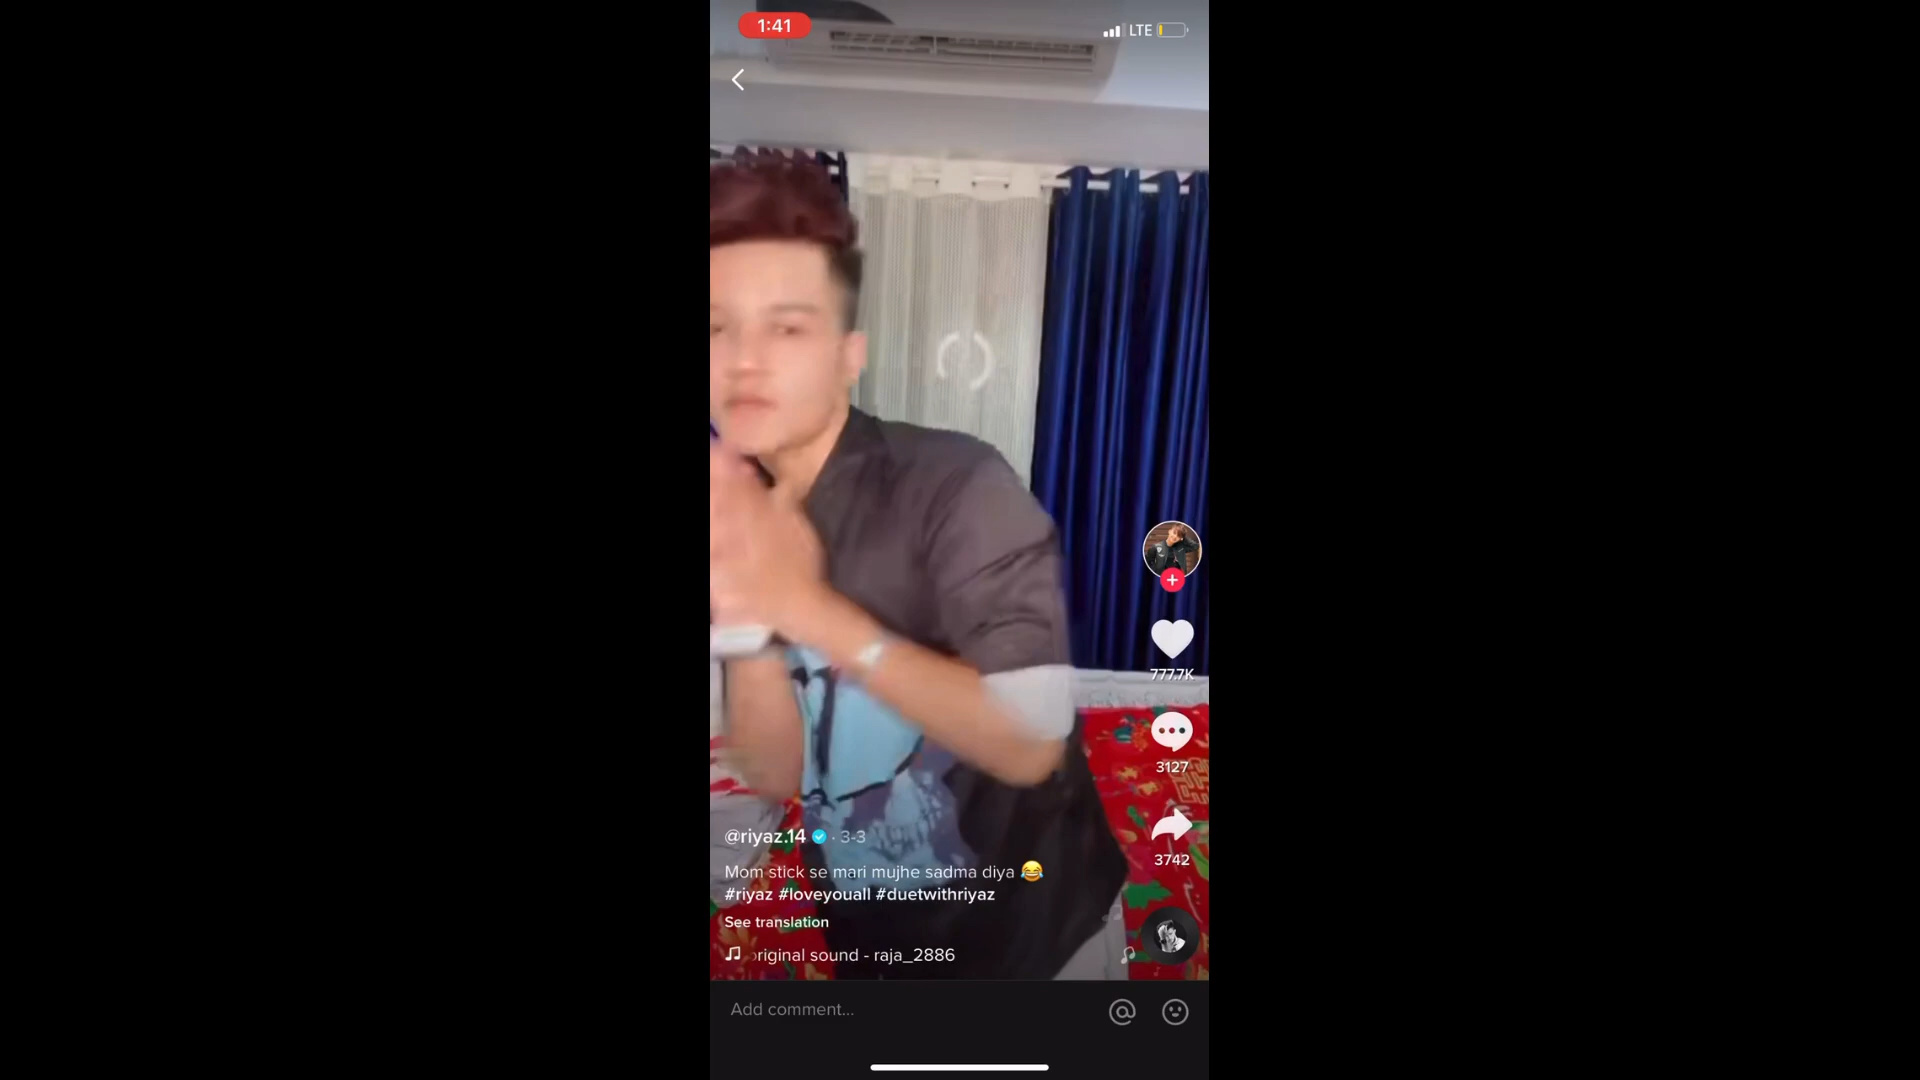 1:41
LTE
777.7K
3127
3742
@riyaz.14 · 3-3
Mom stick se mari mujhe sadma diya 😂
#riyaz #loveyouall #duetwithriyaz
See translation
riginal sound - raja_2886
Add comment...